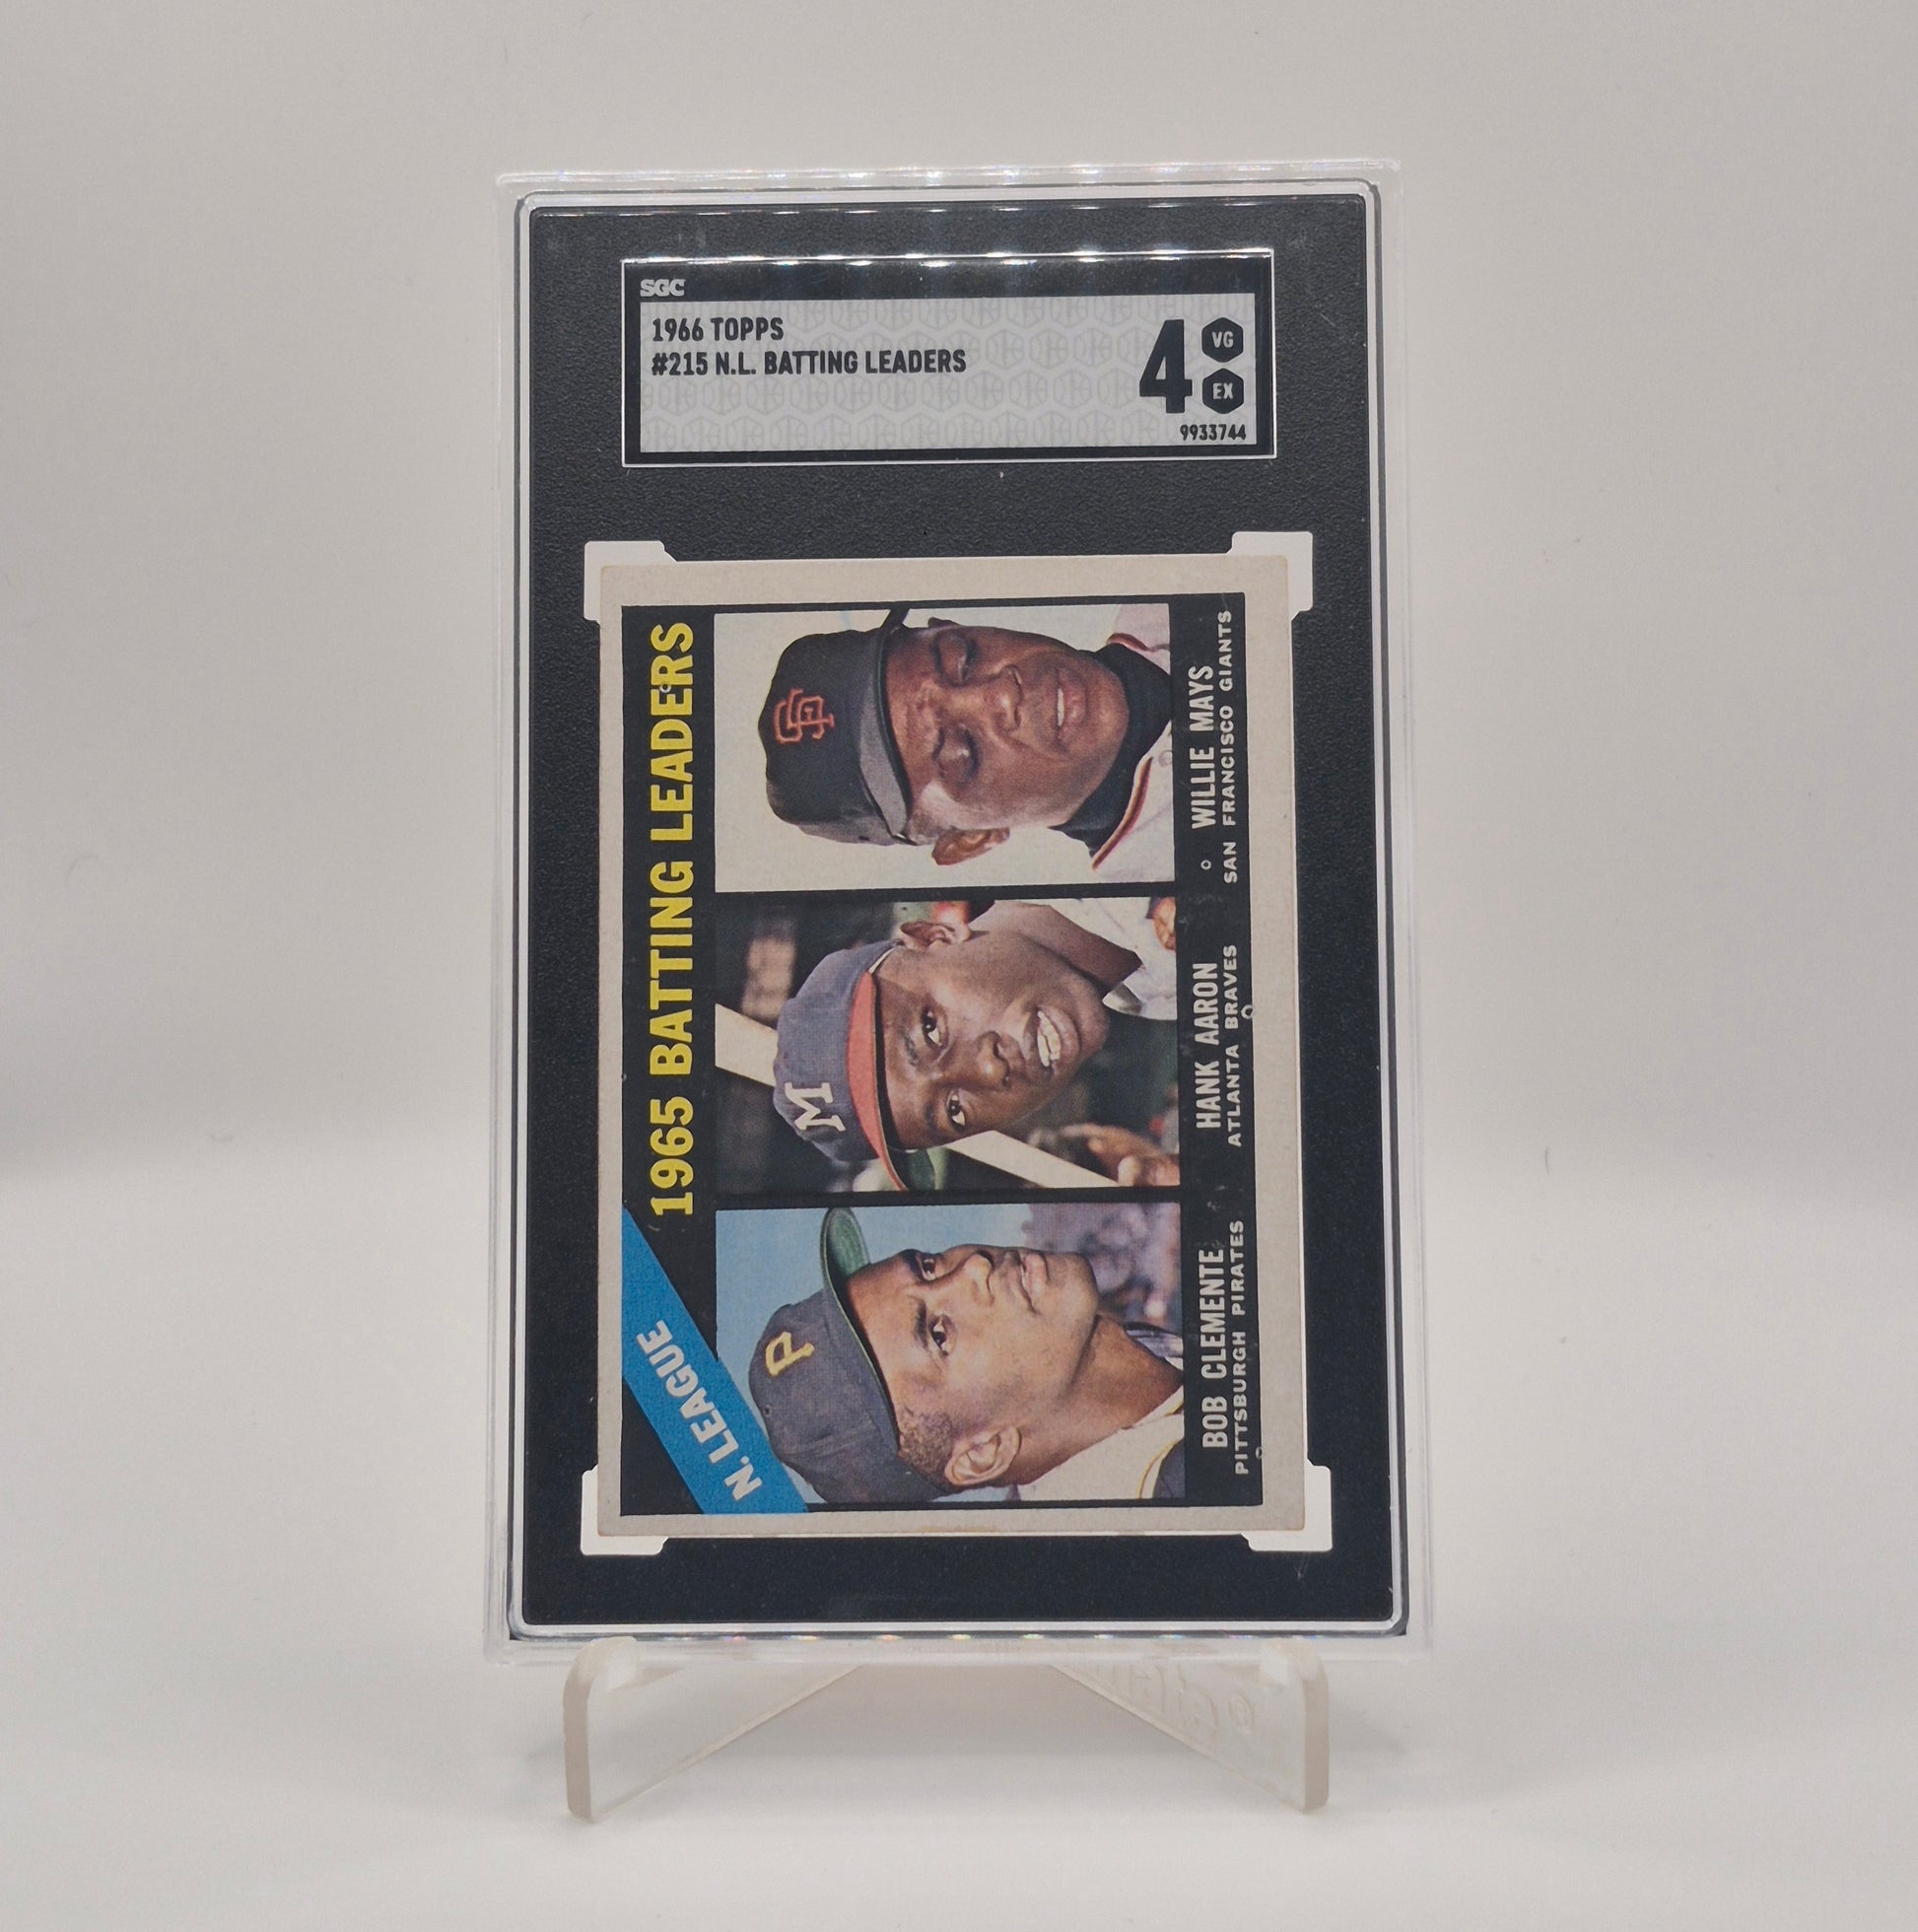 SGC
1966 TOPPS
#215 N.L. BATTING LEADERS
4
VG
EX
9933744
N. LEAGUE
1965 BATTING LEADERS
P
M
SF
BOB CLEMENTE
PITTSBURGH PIRATES
HANK AARON
ATLANTA BRAVES
WILLIE MAYS
SAN FRANCISCO GIANTS